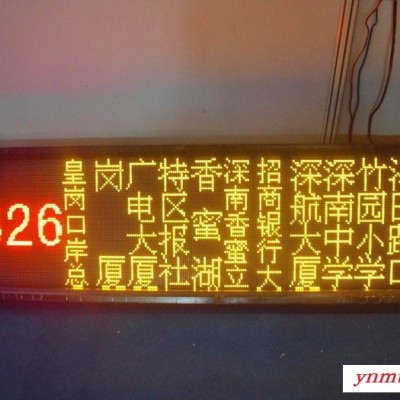 26
皇岗口岸总
岗厦
广电大厦
特区报社
香蜜湖
深南香蜜立
招商银行大
深航大厦
深南中学
竹园小学
ynmt